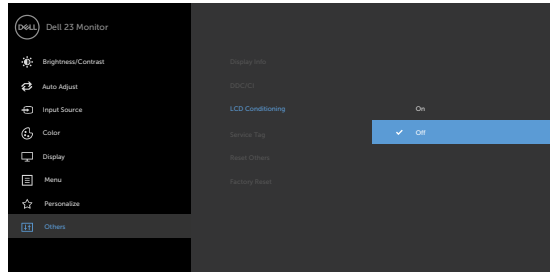 DELL
Dell 23 Monitor
Brightness/Contrast
Auto Adjust
Input Source
Color
Display
Menu
Personalize
Others
Display Info
DDC/CI
LCD Conditioning
Service Tag
Reset Others
Factory Reset
On
Off